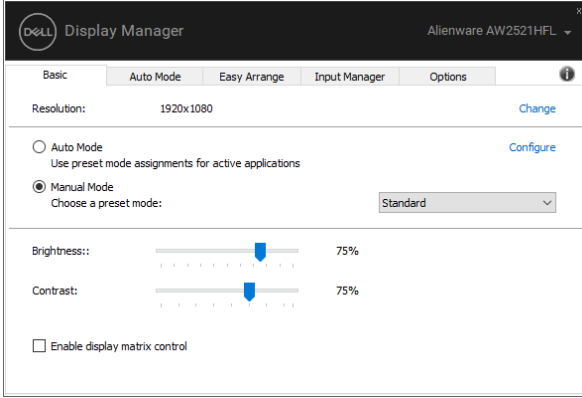 DELL Display Manager Alienware AW2521HFL
Basic Auto Mode Easy Arrange Input Manager Options
Resolution: 1920x1080 Change
Auto Mode Configure
Use preset mode assignments for active applications
Manual Mode
Choose a preset mode: Standard
Brightness:: 75%
Contrast: 75%
Enable display matrix control